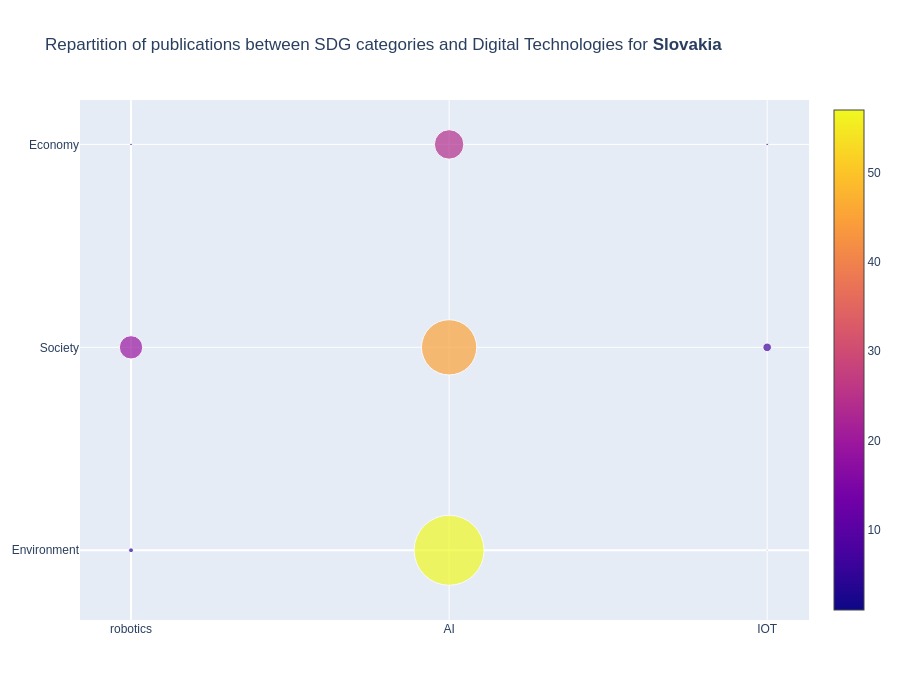 Repartition of publications between SDG categories and Digital Technologies for Slovakia
Economy
Society
Environment
robotics
AI
IOT
50
40
30
20
10